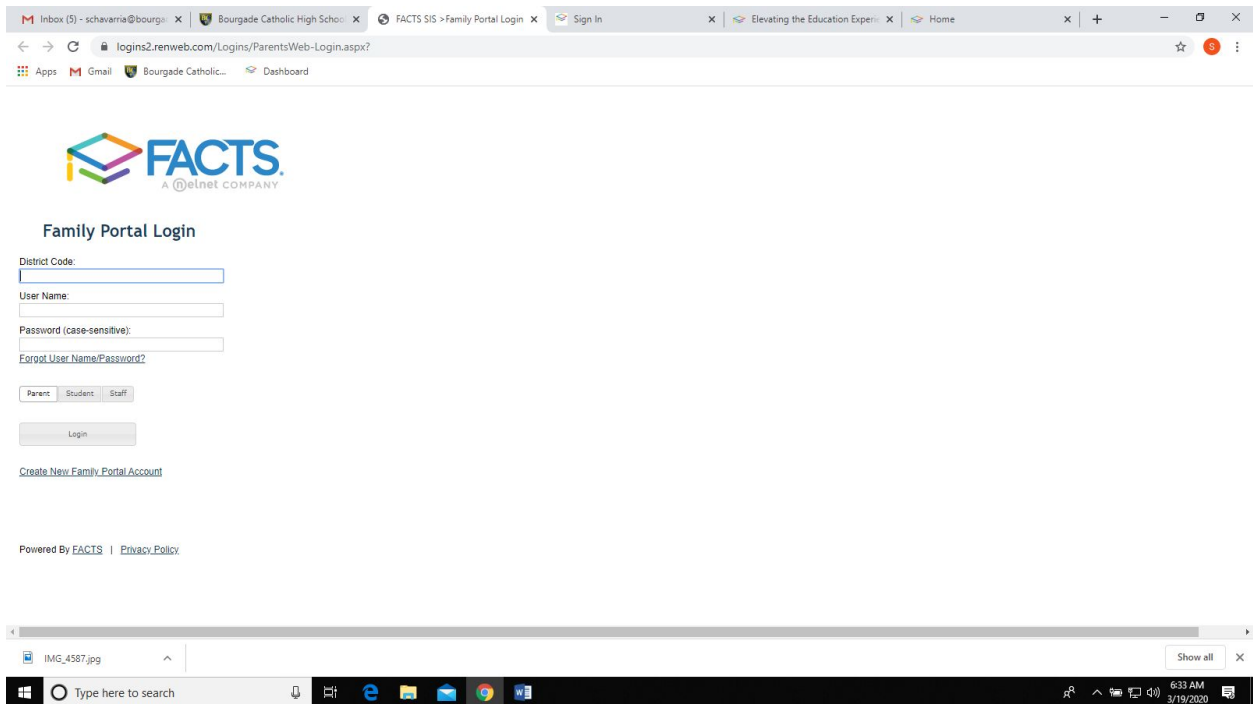 Inbox (5) - schavarria@bourga
Bourgade Catholic High Schoo
FACTS SIS >Family Portal Login
Sign In
Elevating the Education Experi
Home
logins2.renweb.com/Logins/ParentsWeb-Login.aspx?
S
Apps
Gmail
Bourgade Catholic...
Dashboard
FACTS.
A nelnet COMPANY
Family Portal Login
District Code:
User Name:
Password (case-sensitive):
Forgot User Name/Password?
Parent Student Staff
Login
Create New Family Portal Account
Powered By FACTS | Privacy Policy
IMG_4587.jpg
Show all
Type here to search
6:33 AM
3/19/2020